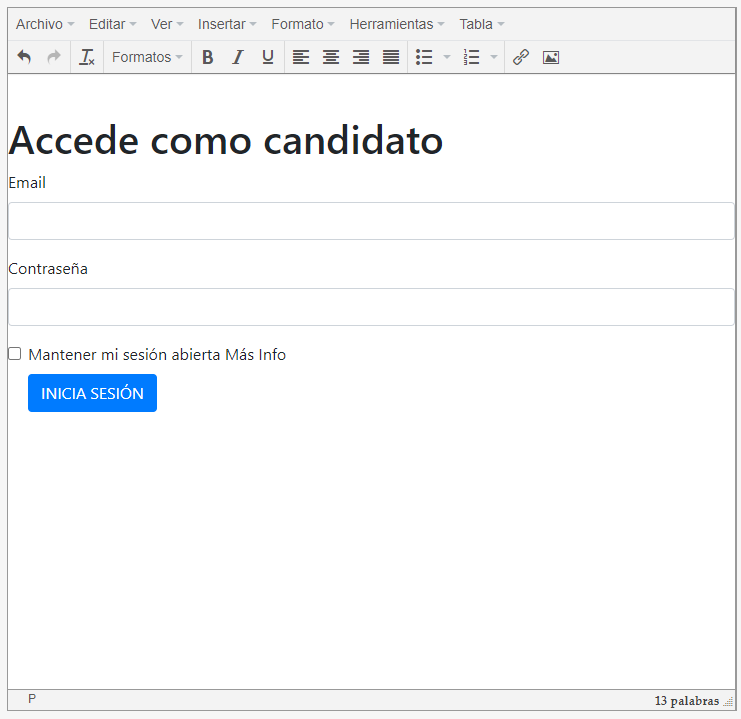 Archivo Editar Ver Insertar Formato Herramientas Tabla
Formatos B I U
Accede como candidato
Email
Contraseña
Mantener mi sesión abierta Más Info
INICIA SESIÓN
P 13 palabras